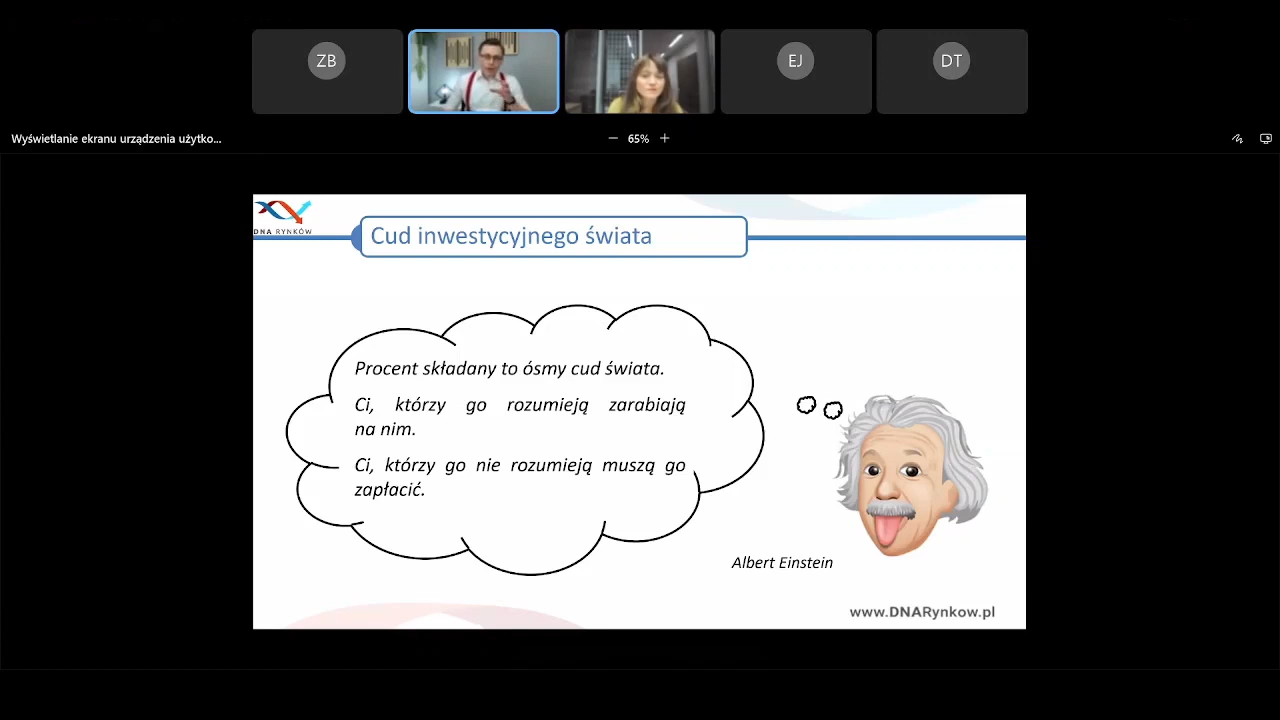 ZB
EJ
DT
Wyświetlanie ekranu urządzenia użytko...
65%
DNA RYNKÓW
Cud inwestycyjnego świata
Procent składany to ósmy cud świata.
Ci, którzy go rozumieją zarabiają
na nim.
Ci, którzy go nie rozumieją muszą go
zapłacić.
Albert Einstein
www.DNARynkow.pl